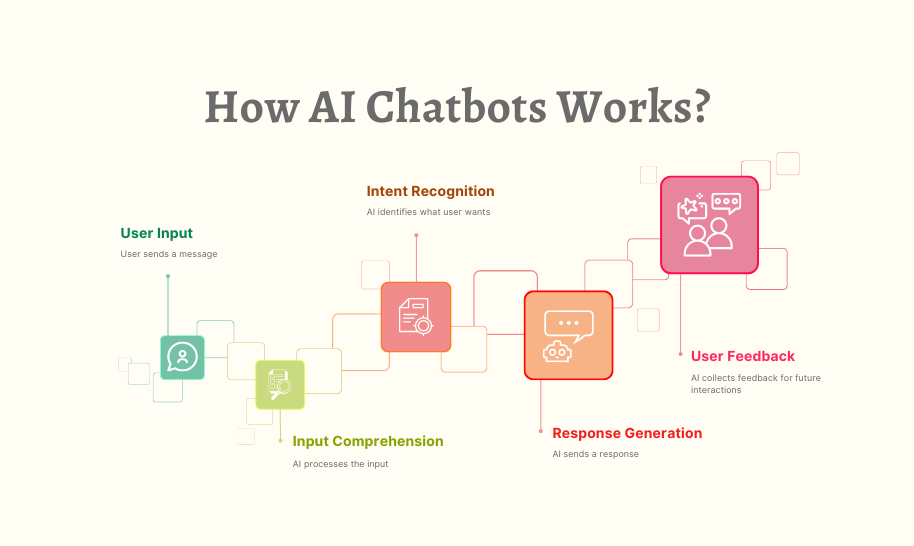 How AI Chatbots Works?
User Input
User sends a message
Input Comprehension
AI processes the input
Intent Recognition
AI identifies what user wants
Response Generation
AI sends a response
User Feedback
AI collects feedback for future
interactions